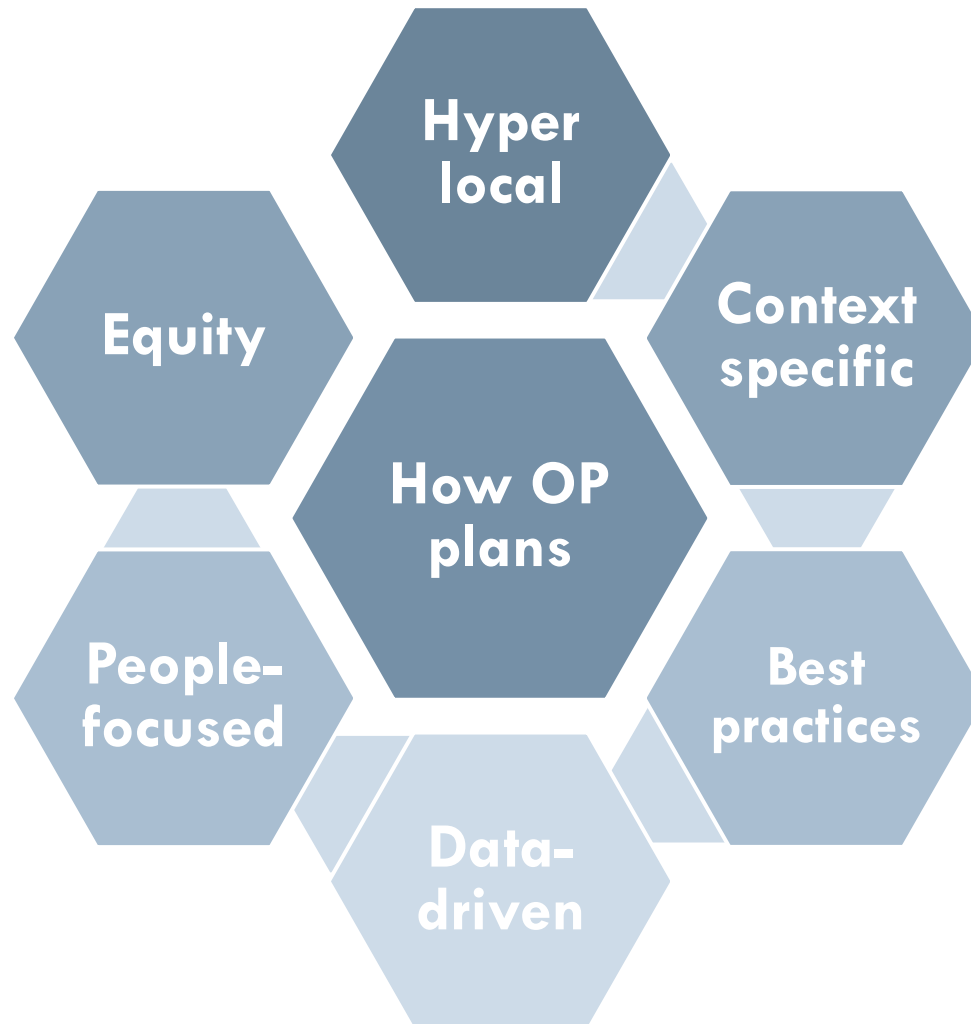 Hyper
local
Context
specific
Equity
How OP
plans
People-
focused
Best
practices
Data-
driven